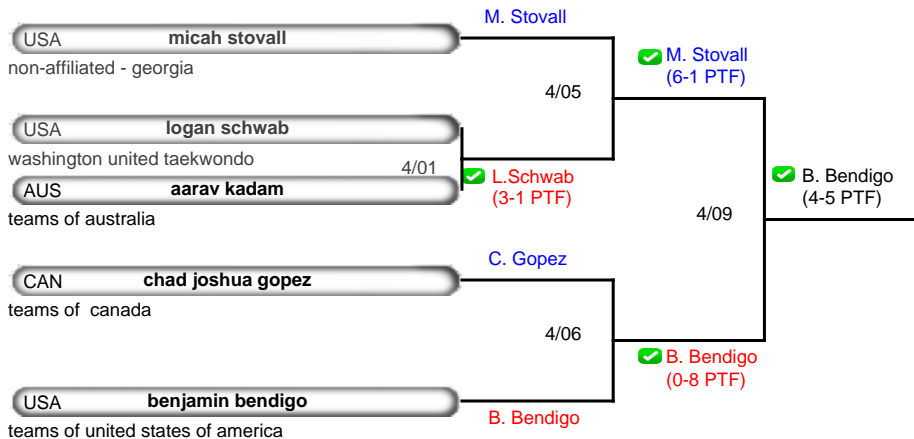 M. Stovall
USA micah stovall
non-affiliated - georgia
M. Stovall
(6-1 PTF)
4/05
USA logan schwab
washington united taekwondo
4/01
L.Schwab
(3-1 PTF)
AUS aarav kadam
teams of australia
B. Bendigo
(4-5 PTF)
4/09
C. Gopez
CAN chad joshua gopez
teams of  canada
4/06
B. Bendigo
(0-8 PTF)
USA benjamin bendigo
B. Bendigo
teams of united states of america